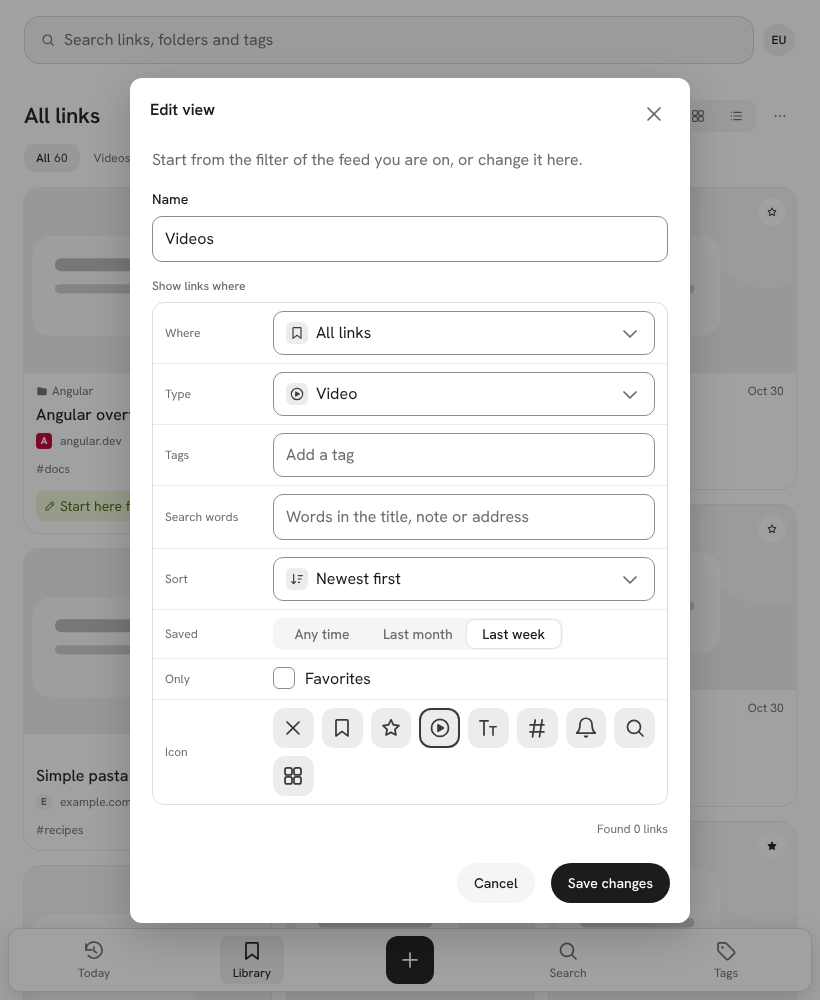 Search links, folders and tags
EU
All links
All 60
Videos
Edit view
Start from the filter of the feed you are on, or change it here.
Name
Videos
Show links where
Where
All links
Type
Video
Tags
Add a tag
Search words
Words in the title, note or address
Sort
Newest first
Saved
Any time
Last month
Last week
Only
Favorites
Icon
Tт
#
Found 0 links
Cancel
Save changes
Angular
Angular over
A
angular.dev
#docs
Start here f
Oct 30
Simple pasta
E
example.com
#recipes
Oct 30
Today
Library
Search
Tags